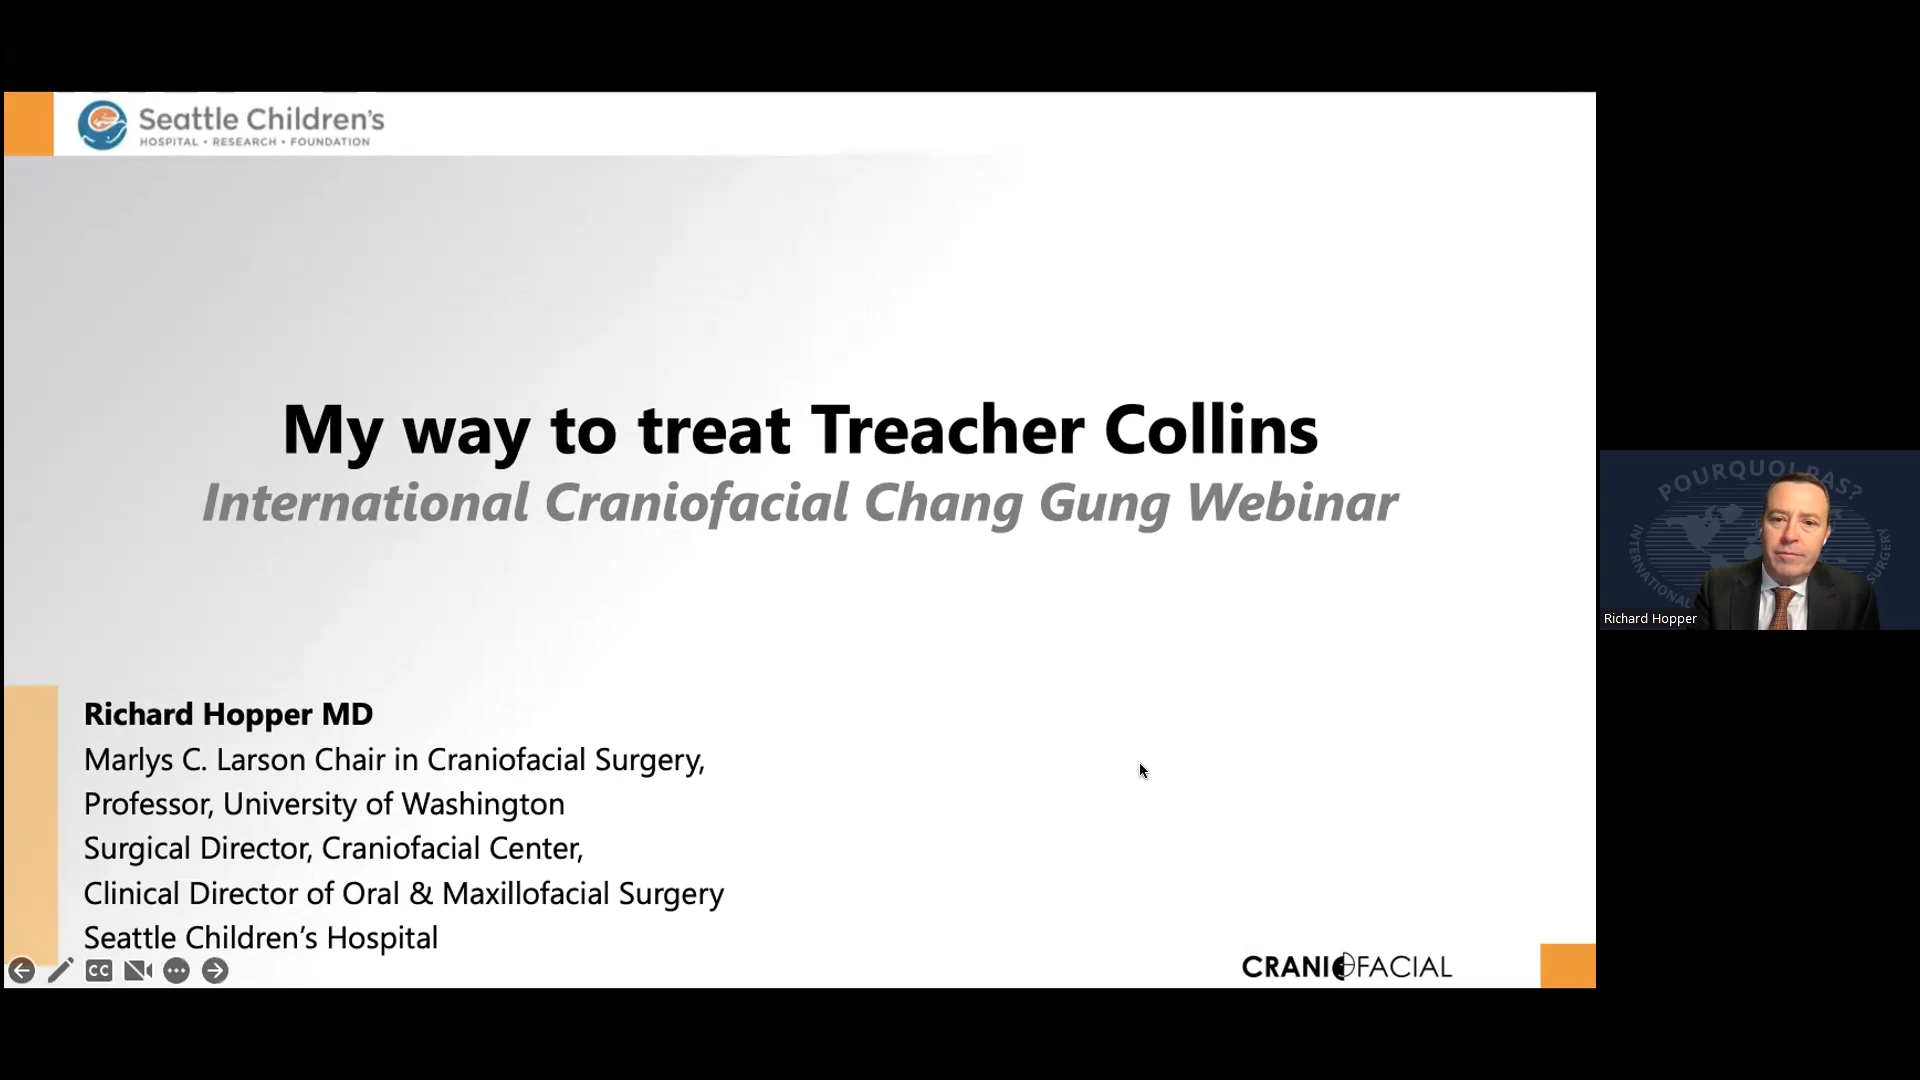 Seattle Children's
HOSPITAL • RESEARCH • FOUNDATION
My way to treat Treacher Collins
International Craniofacial Chang Gung Webinar
POURQUOI PAS?
INTERNATIONAL
SURGERY
Richard Hopper
Richard Hopper MD
Marlys C. Larson Chair in Craniofacial Surgery,
Professor, University of Washington
Surgical Director, Craniofacial Center,
Clinical Director of Oral & Maxillofacial Surgery
Seattle Children’s Hospital
CC
CRANIOFACIAL